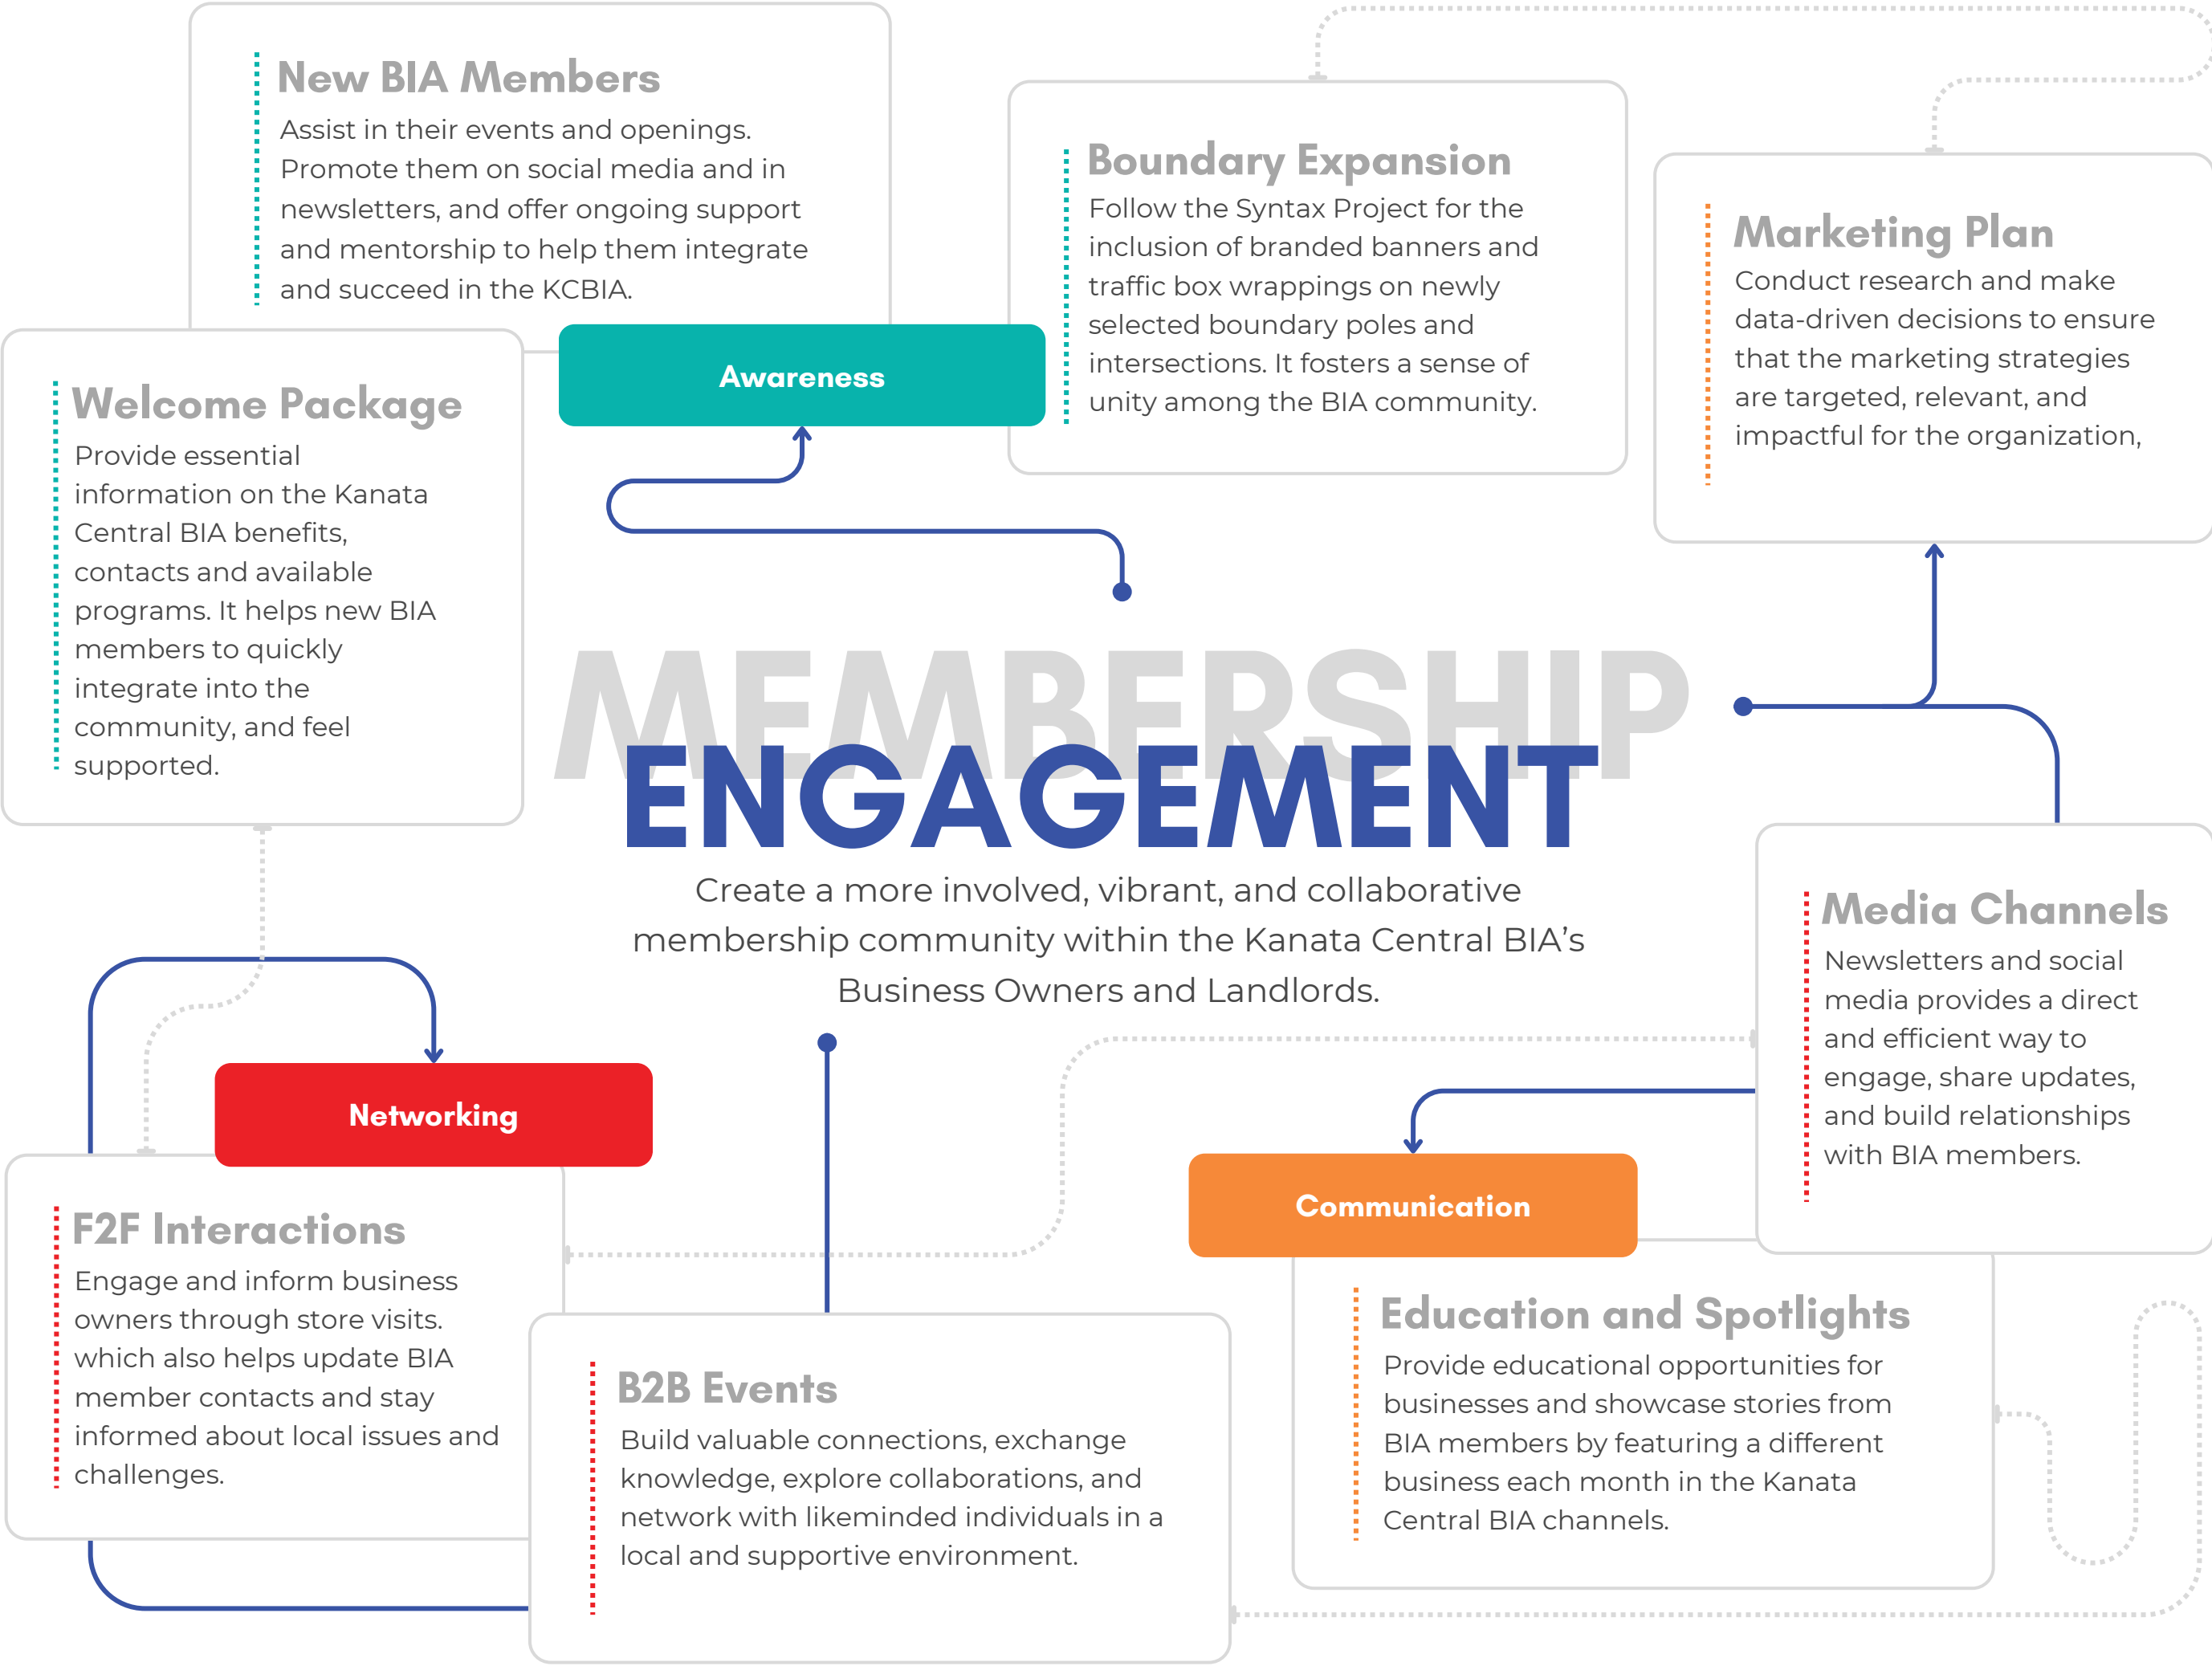 New BIA Members
Assist in their events and openings.
Promote them on social media and in
newsletters, and offer ongoing support
and mentorship to help them integrate
and succeed in the KCBIA.
Boundary Expansion
Follow the Syntax Project for the
inclusion of branded banners and
traffic box wrappings on newly
selected boundary poles and
intersections. It fosters a sense of
unity among the BIA community.
Marketing Plan
Conduct research and make
data-driven decisions to ensure
that the marketing strategies
are targeted, relevant, and
impactful for the organization,
Awareness
Welcome Package
Provide essential
information on the Kanata
Central BIA benefits,
contacts and available
programs. It helps new BIA
members to quickly
integrate into the
community, and feel
supported.
MEMBERSHIP
ENGAGEMENT
Create a more involved, vibrant, and collaborative
membership community within the Kanata Central BIA’s
Business Owners and Landlords.
Media Channels
Newsletters and social
media provides a direct
and efficient way to
engage, share updates,
and build relationships
with BIA members.
Networking
Communication
F2F Interactions
Engage and inform business
owners through store visits.
which also helps update BIA
member contacts and stay
informed about local issues and
challenges.
B2B Events
Build valuable connections, exchange
knowledge, explore collaborations, and
network with likeminded individuals in a
local and supportive environment.
Education and Spotlights
Provide educational opportunities for
businesses and showcase stories from
BIA members by featuring a different
business each month in the Kanata
Central BIA channels.